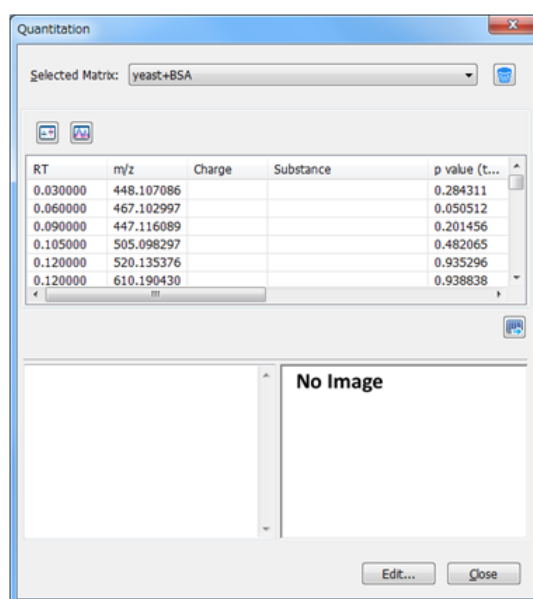 Quantitation
Selected Matrix: yeast+BSA
RT m/z Charge Substance p value (t...
0.030000 448.107086 0.284311
0.060000 467.102997 0.050512
0.090000 447.116089 0.201456
0.105000 505.098297 0.482065
0.120000 520.135376 0.935296
0.120000 610.190430 0.938838
No Image
Edit... Close